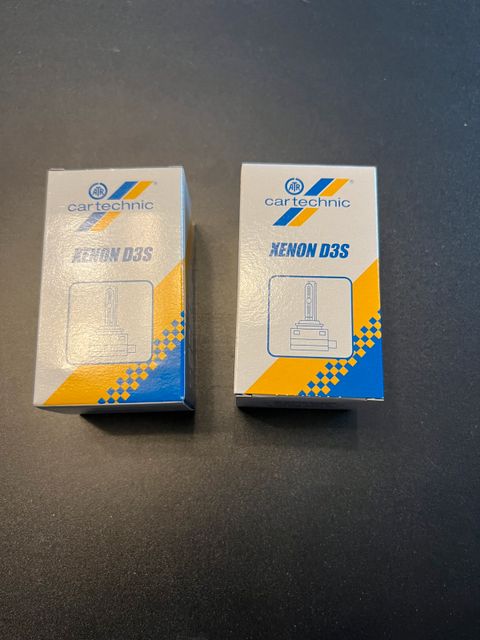 ATR
cartechnic®
XENON D3S
ATR
cartechnic®
XENON D3S